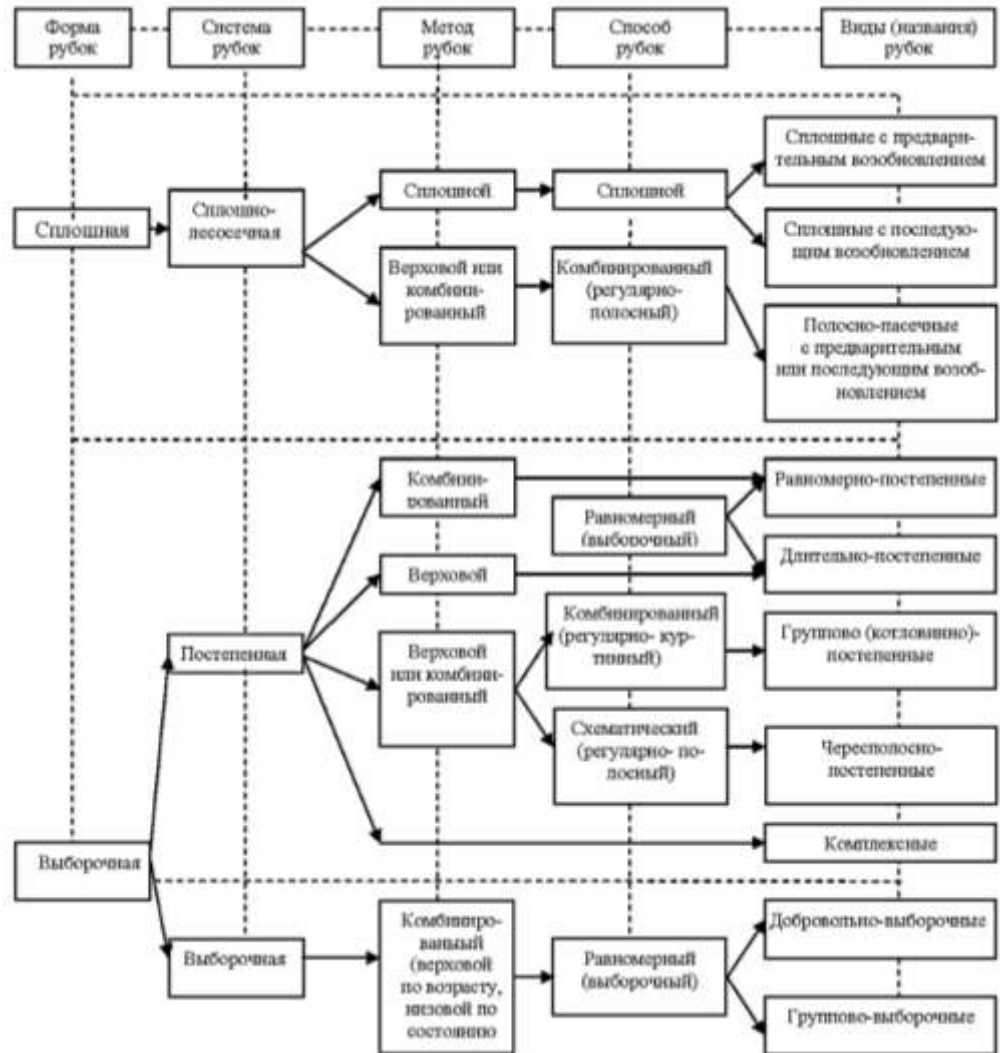 Форма
рубок
Система
рубок
Метод
рубок
Способ
рубок
Виды (названия)
рубок
Сплошная
Сплошно-
лесосечная
Сплошной
Сплошной
Сплошные с предвари-
тельным возобновлением
Сплошные с последую-
щим возобновлением
Верховой или
комбини-
рованный
Комбинированный
(регулярно-
полосный)
Полосно-пасечные
с предварительным
или последующим возоб-
новлением
Выборочная
Постепенная
Комбини-
рованный
Равномерно-постепенные
Равномерный
(выборочный)
Верховой
Длительно-постепенные
Верховой
или комбини-
рованный
Комбинированный
(регулярно- кур-
тинный)
Группово (котловинно)-
постепенные
Схематический
(регулярно- по-
лосный)
Чересполосно-
постепенные
Комплексные
Выборочная
Комбиниро-
ванный
(верховой
по возрасту,
низовой по
состоянию
Равномерный
(выборочный)
Добровольно-выборочные
Группово-выборочные